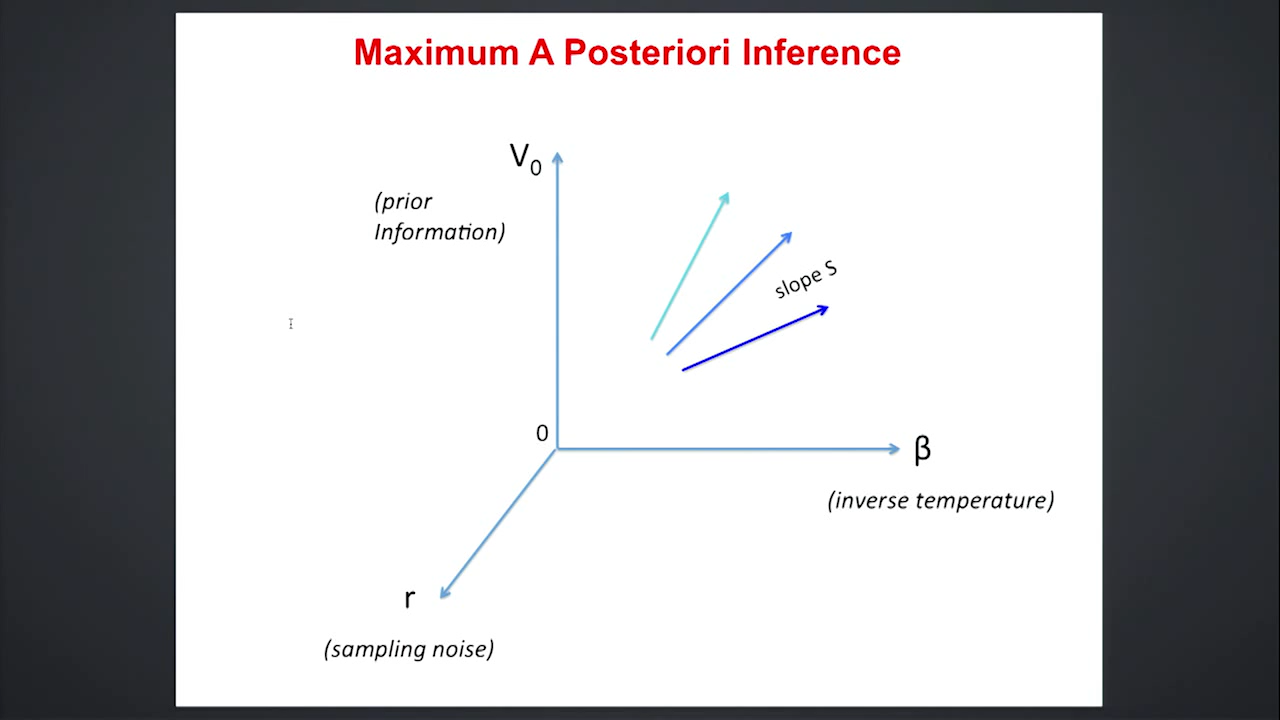 Maximum A Posteriori Inference
V₀
(prior
Information)
slope S
0
β
(inverse temperature)
r
(sampling noise)